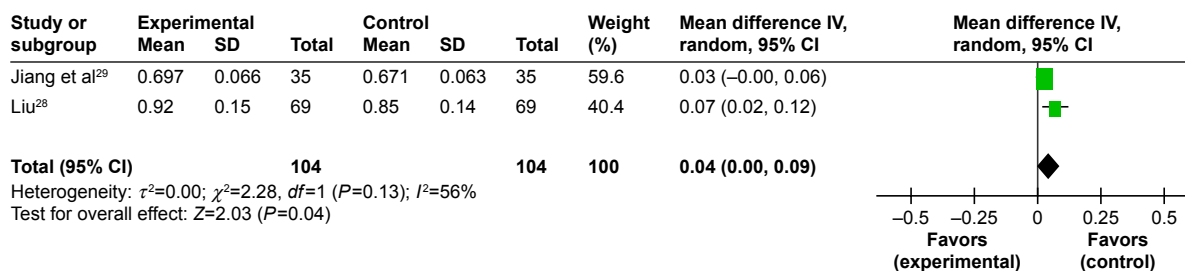 Study or Experimental Control Weight Mean difference IV, Mean difference IV,
subgroup Mean SD Total Mean SD Total (%) random, 95% CI random, 95% CI
Jiang et al²⁹ 0.697 0.066 35 0.671 0.063 35 59.6 0.03 (–0.00, 0.06)
Liu²⁸ 0.92 0.15 69 0.85 0.14 69 40.4 0.07 (0.02, 0.12)
Total (95% CI) 104 104 100 0.04 (0.00, 0.09)
Heterogeneity: τ²=0.00; χ²=2.28, df=1 (P=0.13); I²=56%
Test for overall effect: Z=2.03 (P=0.04)
–0.5 –0.25 0 0.25 0.5
Favors Favors
(experimental) (control)